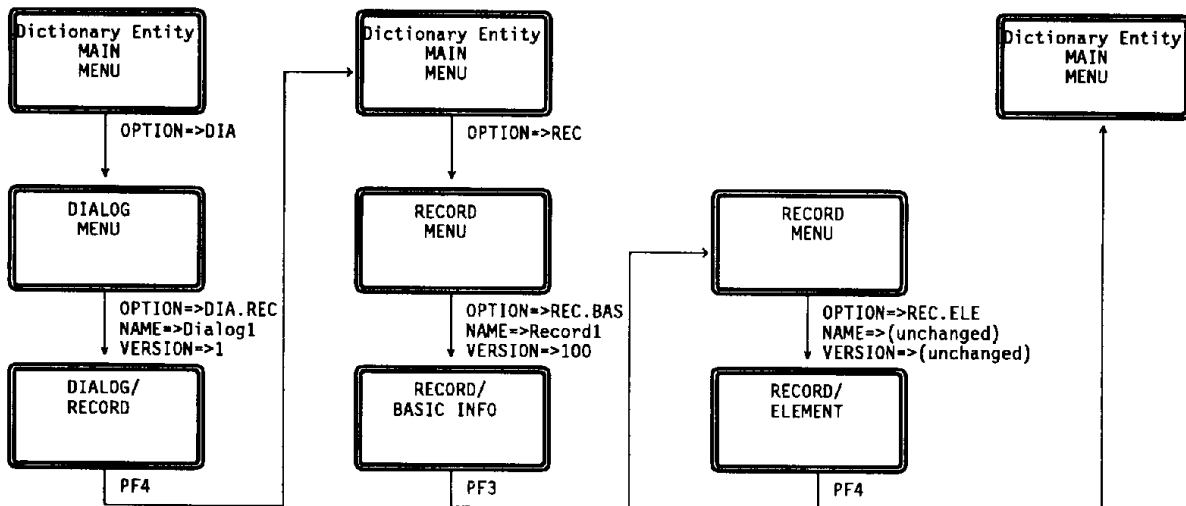 Dictionary Entity
MAIN
MENU
OPTION=>DIA
DIALOG
MENU
OPTION=>DIA.REC
NAME=>Dialog1
VERSION=>1
DIALOG/
RECORD
PF4
Dictionary Entity
MAIN
MENU
OPTION=>REC
RECORD
MENU
OPTION=>REC.BAS
NAME=>Record1
VERSION=>100
RECORD/
BASIC INFO
PF3
RECORD
MENU
OPTION=>REC.ELE
NAME=>(unchanged)
VERSION=>(unchanged)
RECORD/
ELEMENT
PF4
Dictionary Entity
MAIN
MENU